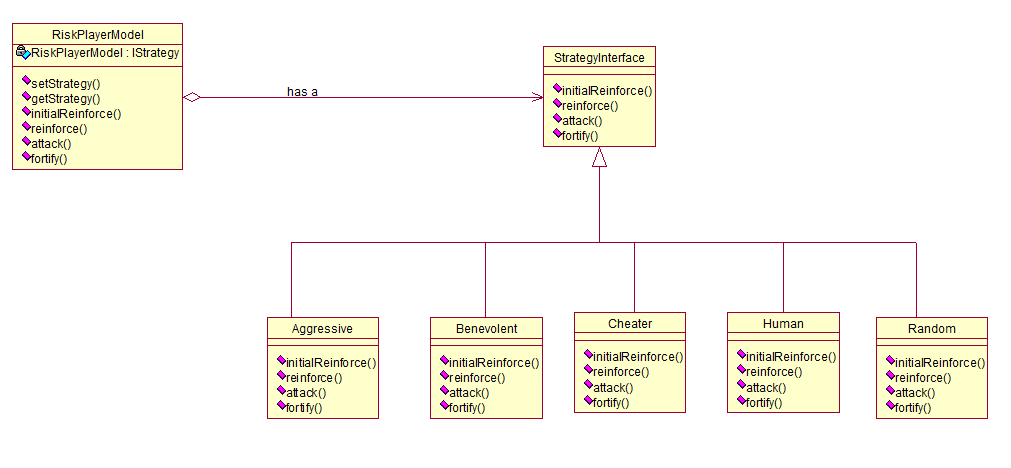 RiskPlayerModel
RiskPlayerModel : IStrategy
setStrategy()
getStrategy()
initialReinforce()
reinforce()
attack()
fortify()
has a
StrategyInterface
initialReinforce()
reinforce()
attack()
fortify()
Aggressive
initialReinforce()
reinforce()
attack()
fortify()
Benevolent
initialReinforce()
reinforce()
attack()
fortify()
Cheater
initialReinforce()
reinforce()
attack()
fortify()
Human
initialReinforce()
reinforce()
attack()
fortify()
Random
initialReinforce()
reinforce()
attack()
fortify()